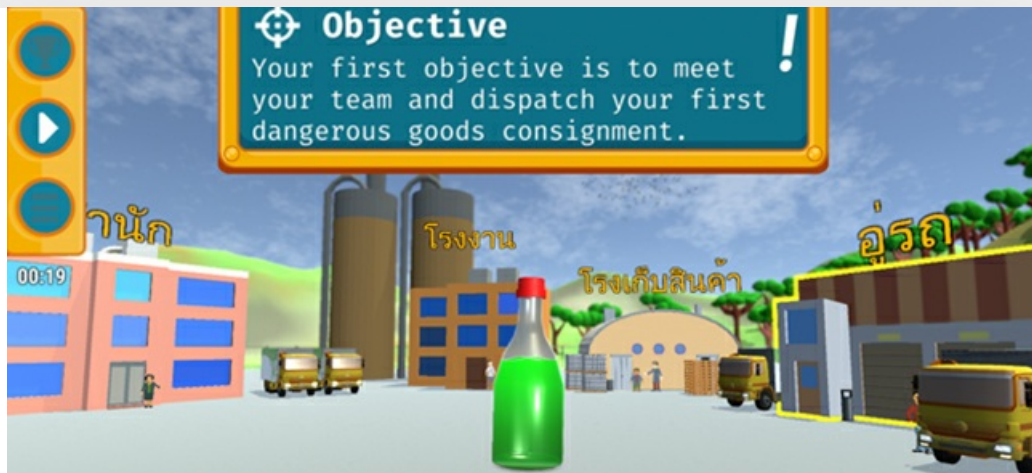 Objective
Your first objective is to meet
your team and dispatch your first
dangerous goods consignment.
!
โรงงาน
อู่รถ
โรงเก็บสินค้า
00:19